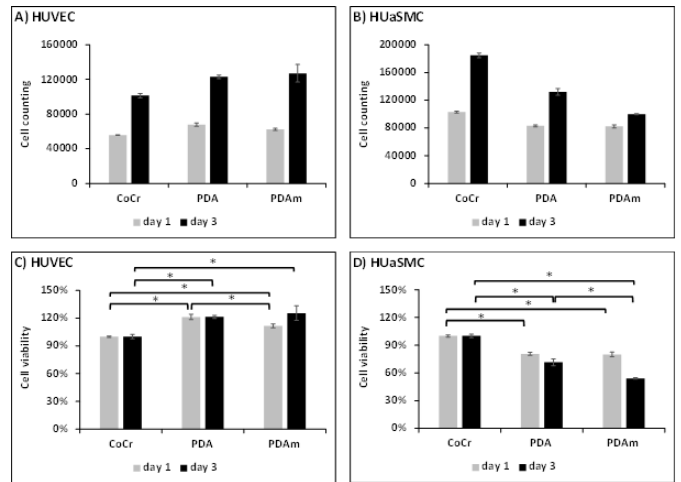 A) HUVEC
160000
120000
80000
40000
0
Cell counting
CoCr PDA PDAm
day 1 day 3
B) HUaSMC
200000
160000
120000
80000
40000
0
Cell counting
CoCr PDA PDAm
day 1 day 3
C) HUVEC
*
*
*
* *
150%
120%
90%
60%
30%
0%
Cell viability
CoCr PDA PDAm
day 1 day 3
D) HUaSMC
*
* *
*
*
150%
120%
90%
60%
30%
0%
Cell viability
CoCr PDA PDAm
day 1 day 3